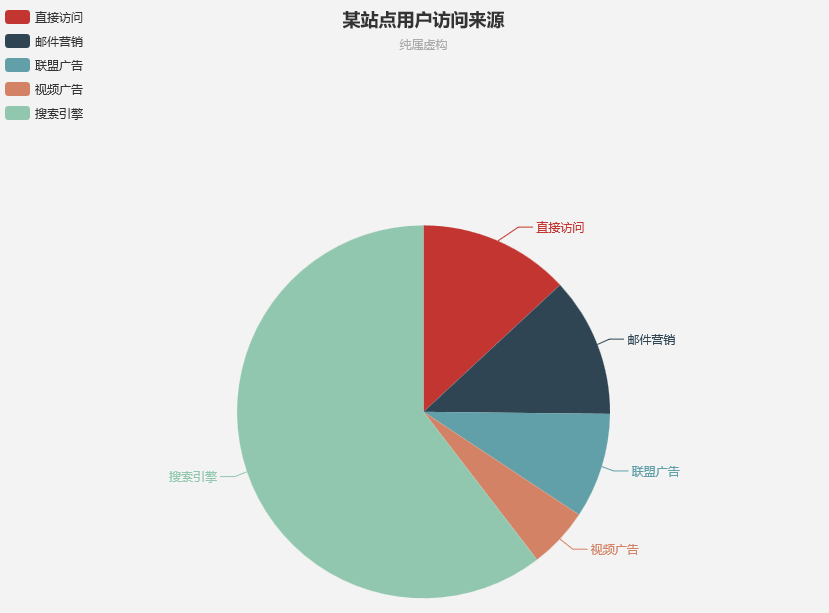 某站点用户访问来源
纯属虚构
直接访问
邮件营销
联盟广告
视频广告
搜索引擎
直接访问
邮件营销
联盟广告
视频广告
搜索引擎